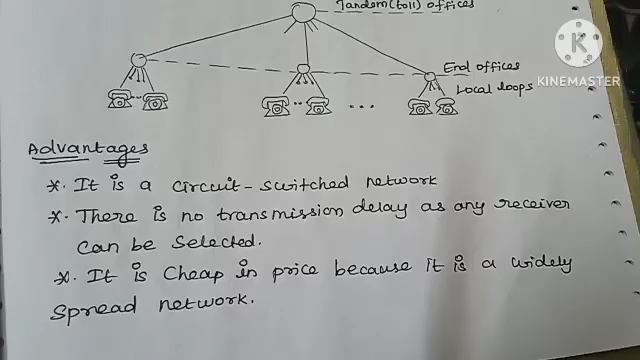 Tandem(toll) offices
End offices
Local loops
KINEMASTER
Advantages
*. It is a circuit-switched network
*. There is no transmission delay as any receiver
can be selected.
*. It is cheap in price because it is a widely
spread network.